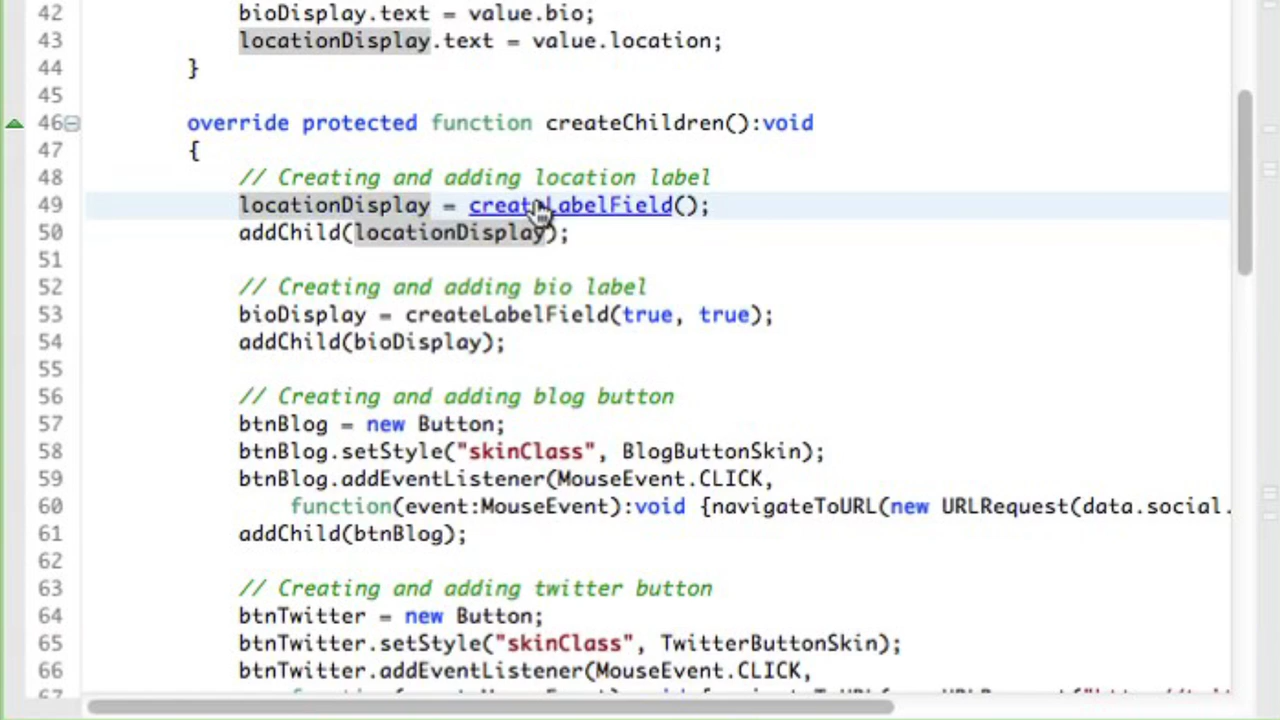 42 bioDisplay.text = value.bio;
43 locationDisplay.text = value.location;
44 }
45
46 override protected function createChildren():void
47 {
48 // Creating and adding location label
49 locationDisplay = createLabelField();
50 addChild(locationDisplay);
51
52 // Creating and adding bio label
53 bioDisplay = createLabelField(true, true);
54 addChild(bioDisplay);
55
56 // Creating and adding blog button
57 btnBlog = new Button;
58 btnBlog.setStyle("skinClass", BlogButtonSkin);
59 btnBlog.addEventListener(MouseEvent.CLICK,
60 function(event:MouseEvent):void {navigateToURL(new URLRequest(data.social.
61 addChild(btnBlog);
62
63 // Creating and adding twitter button
64 btnTwitter = new Button;
65 btnTwitter.setStyle("skinClass", TwitterButtonSkin);
66 btnTwitter.addEventListener(MouseEvent.CLICK,